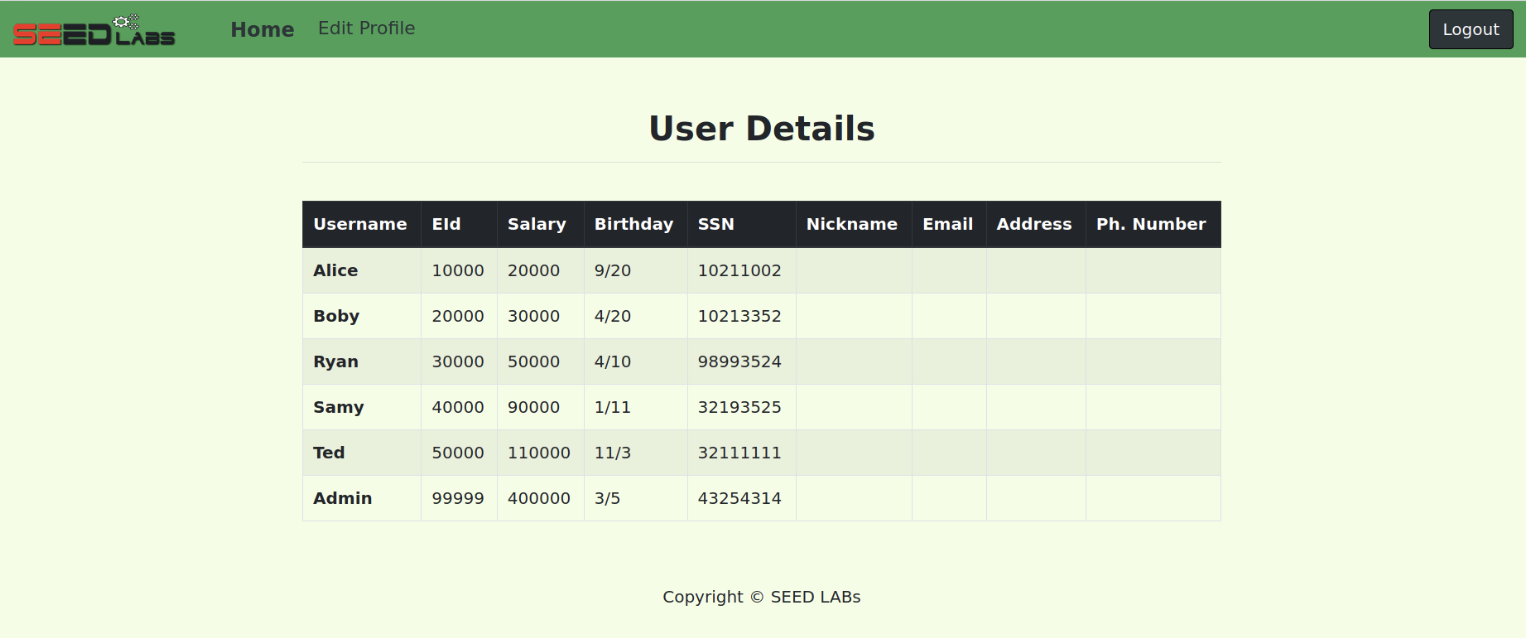 SEED LABS Home Edit Profile Logout
User Details
Username EId Salary Birthday SSN Nickname Email Address Ph. Number
Alice 10000 20000 9/20 10211002
Boby 20000 30000 4/20 10213352
Ryan 30000 50000 4/10 98993524
Samy 40000 90000 1/11 32193525
Ted 50000 110000 11/3 32111111
Admin 99999 400000 3/5 43254314
Copyright © SEED LABs